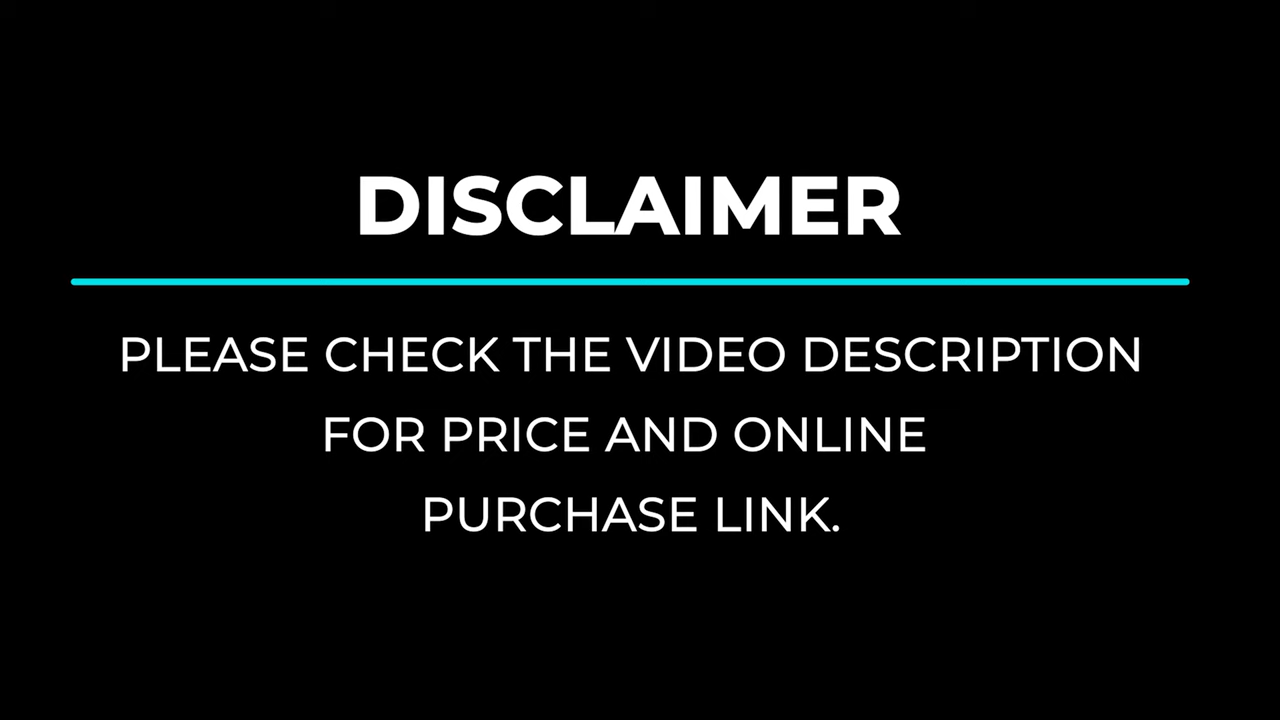 DISCLAIMER
PLEASE CHECK THE VIDEO DESCRIPTION
FOR PRICE AND ONLINE
PURCHASE LINK.